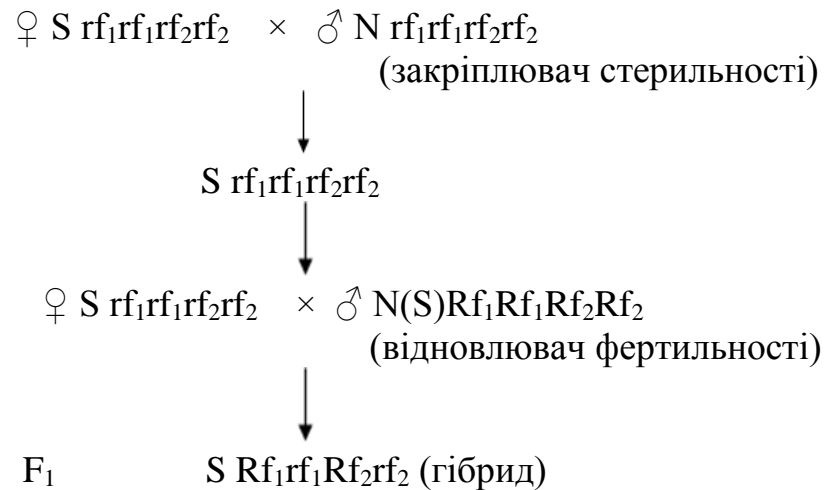 ♀ S rf₁rf₁rf₂rf₂ × ♂ N rf₁rf₁rf₂rf₂
(закріплювач стерильності)
S rf₁rf₁rf₂rf₂
♀ S rf₁rf₁rf₂rf₂ × ♂ N(S)Rf₁Rf₁Rf₂Rf₂
(відновлювач фертильності)
F₁ S Rf₁rf₁Rf₂rf₂ (гібрид)